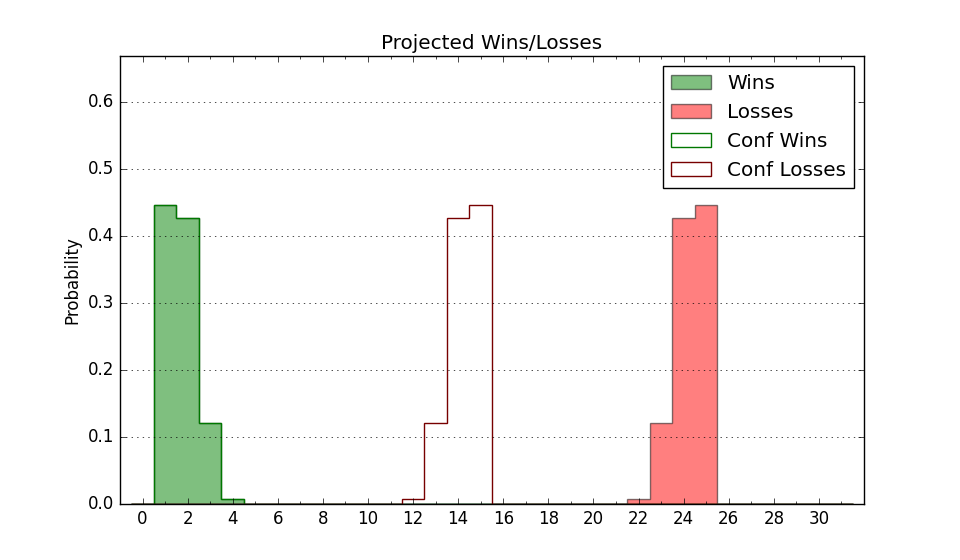 Projected Wins/Losses
Wins
Losses
Conf Wins
Conf Losses
Probability
0.6
0.5
0.4
0.3
0.2
0.1
0.0
0 2 4 6 8 10 12 14 16 18 20 22 24 26 28 30